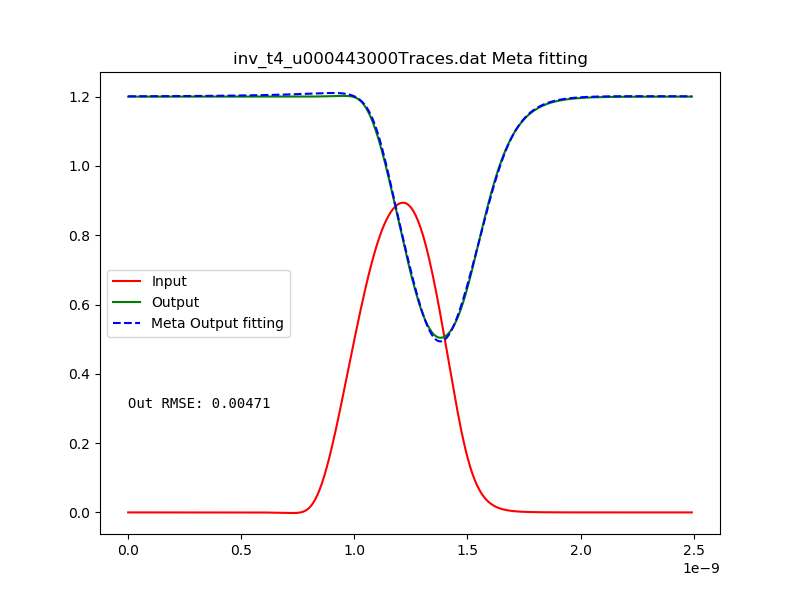 inv_t4_u000443000Traces.dat Meta fitting
1.2
1.0
0.8
0.6
0.4
0.2
0.0
Input
Output
Meta Output fitting
Out RMSE: 0.00471
0.0
0.5
1.0
1.5
2.0
2.5
1e−9